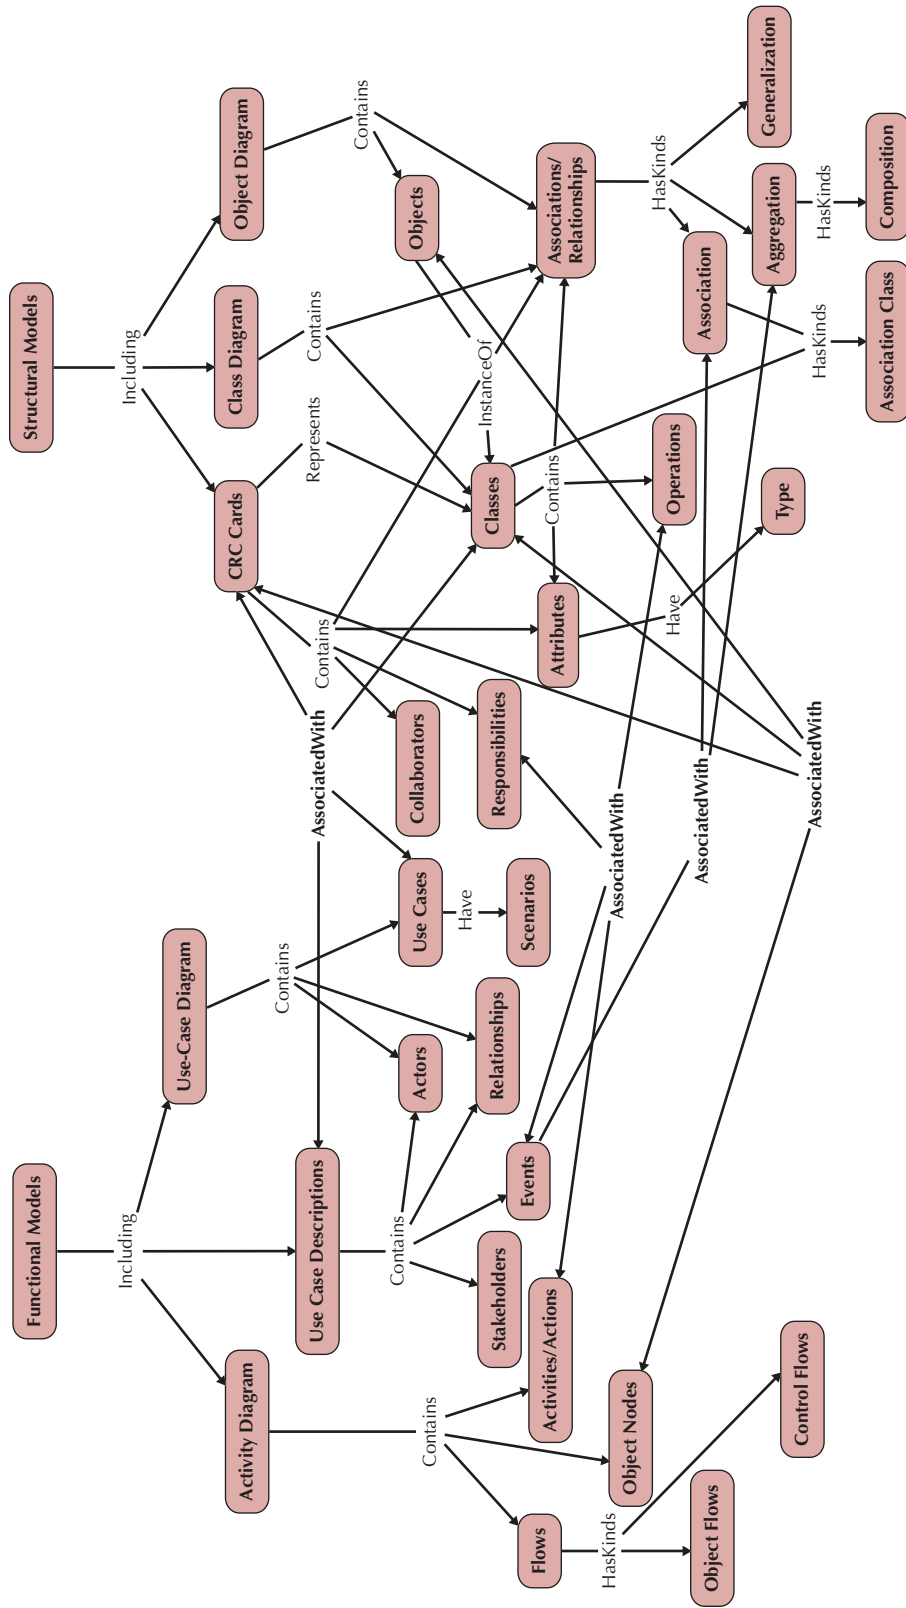 Functional Models
Structural Models
Including
Including
Activity Diagram
Use-Case Diagram
CRC Cards
Class Diagram
Object Diagram
Use Case Descriptions
Contains
AssociatedWith
Contains
Represents
Contains
Contains
Contains
Contains
Actors
Use Cases
Collaborators
Objects
Have
InstanceOf
Stakeholders
Relationships
Responsibilities
Classes
Flows
Activities/Actions
Events
Scenarios
Attributes
Contains
Associations/
Relationships
HasKinds
Object Nodes
AssociatedWith
Have
Operations
HasKinds
Object Flows
AssociatedWith
Association
Generalization
Control Flows
Type
Aggregation
AssociatedWith
HasKinds
HasKinds
Association Class
Composition